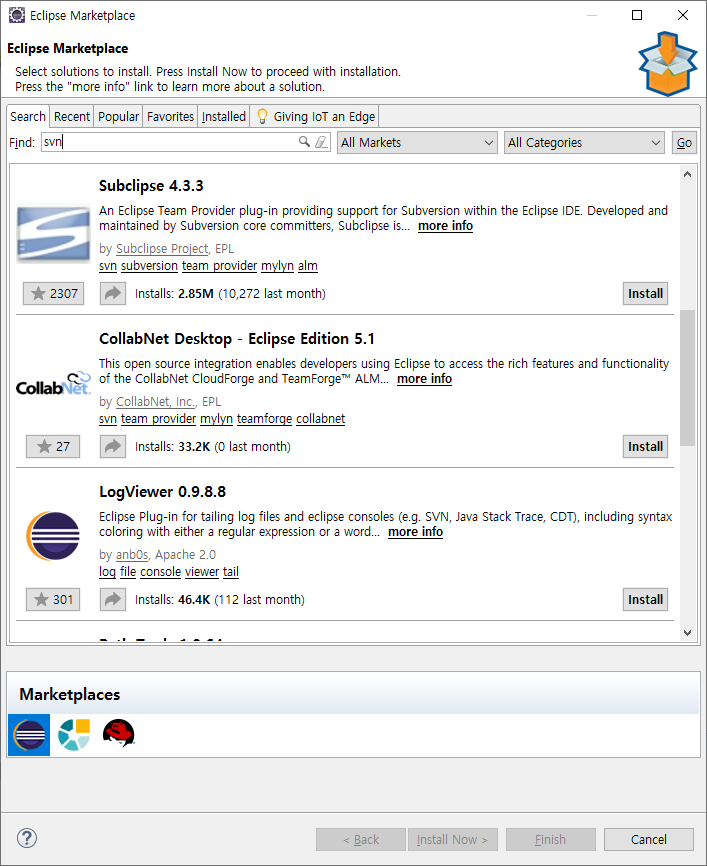 Eclipse Marketplace
Eclipse Marketplace
Select solutions to install. Press Install Now to proceed with installation.
Press the "more info" link to learn more about a solution.
Search Recent Popular Favorites Installed Giving IoT an Edge
Find: svn All Markets All Categories Go
Subclipse 4.3.3
An Eclipse Team Provider plug-in providing support for Subversion within the Eclipse IDE. Developed and
maintained by Subversion core committers, Subclipse is... more info
by Subclipse Project, EPL
svn subversion team provider mylyn alm
2307 Installs: 2.85M (10,272 last month) Install
CollabNet Desktop - Eclipse Edition 5.1
This open source integration enables developers using Eclipse to access the rich features and functionality
CollabNet. of the CollabNet CloudForge and TeamForge™ ALM... more info
by CollabNet, Inc., EPL
svn team provider mylyn teamforge collabnet
27 Installs: 33.2K (0 last month) Install
LogViewer 0.9.8.8
Eclipse Plug-in for tailing log files and eclipse consoles (e.g. SVN, Java Stack Trace, CDT), including syntax
coloring with either a regular expression or a word... more info
by anb0s, Apache 2.0
log file console viewer tail
301 Installs: 46.4K (112 last month) Install
Marketplaces
? < Back Install Now > Finish Cancel